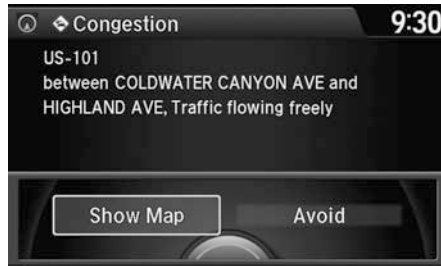 Congestion
9:30
US-101
between COLDWATER CANYON AVE and
HIGHLAND AVE, Traffic flowing freely
Show Map
Avoid